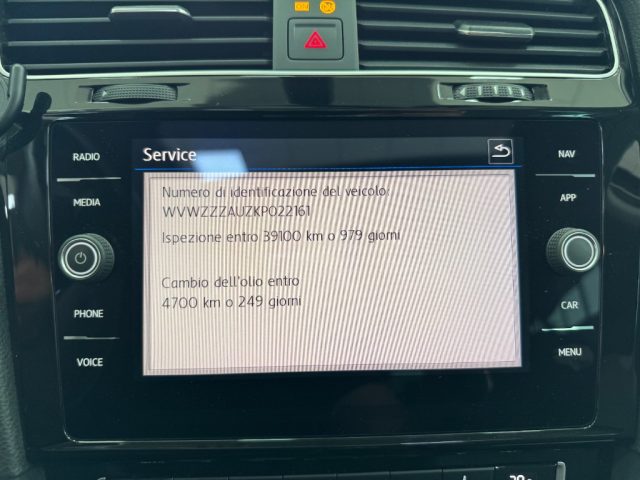 RADIO
MEDIA
PHONE
VOICE
Service
Numero di identificazione del veicolo:
WVWZZZAUZKP022161
Ispezione entro 39100 km o 979 giorni
Cambio dell'olio entro
4700 km o 249 giorni
NAV
APP
CAR
MENU